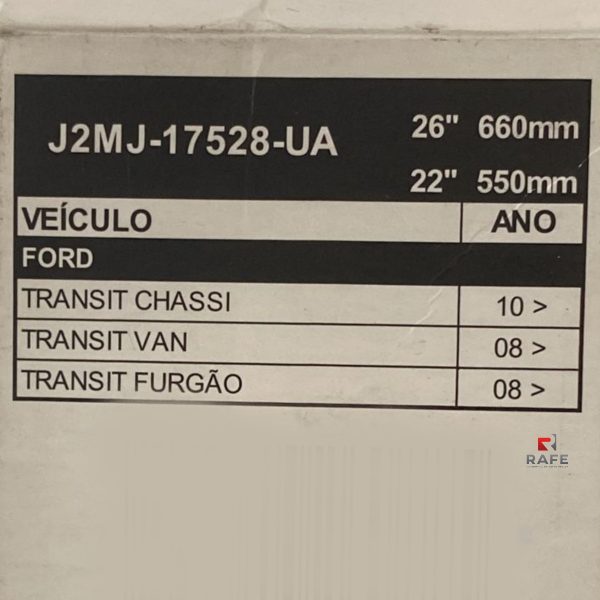 J2MJ-17528-UA
26" 660mm
22" 550mm
VEÍCULO ANO
FORD
TRANSIT CHASSI 10 >
TRANSIT VAN 08 >
TRANSIT FURGÃO 08 >
RAFE